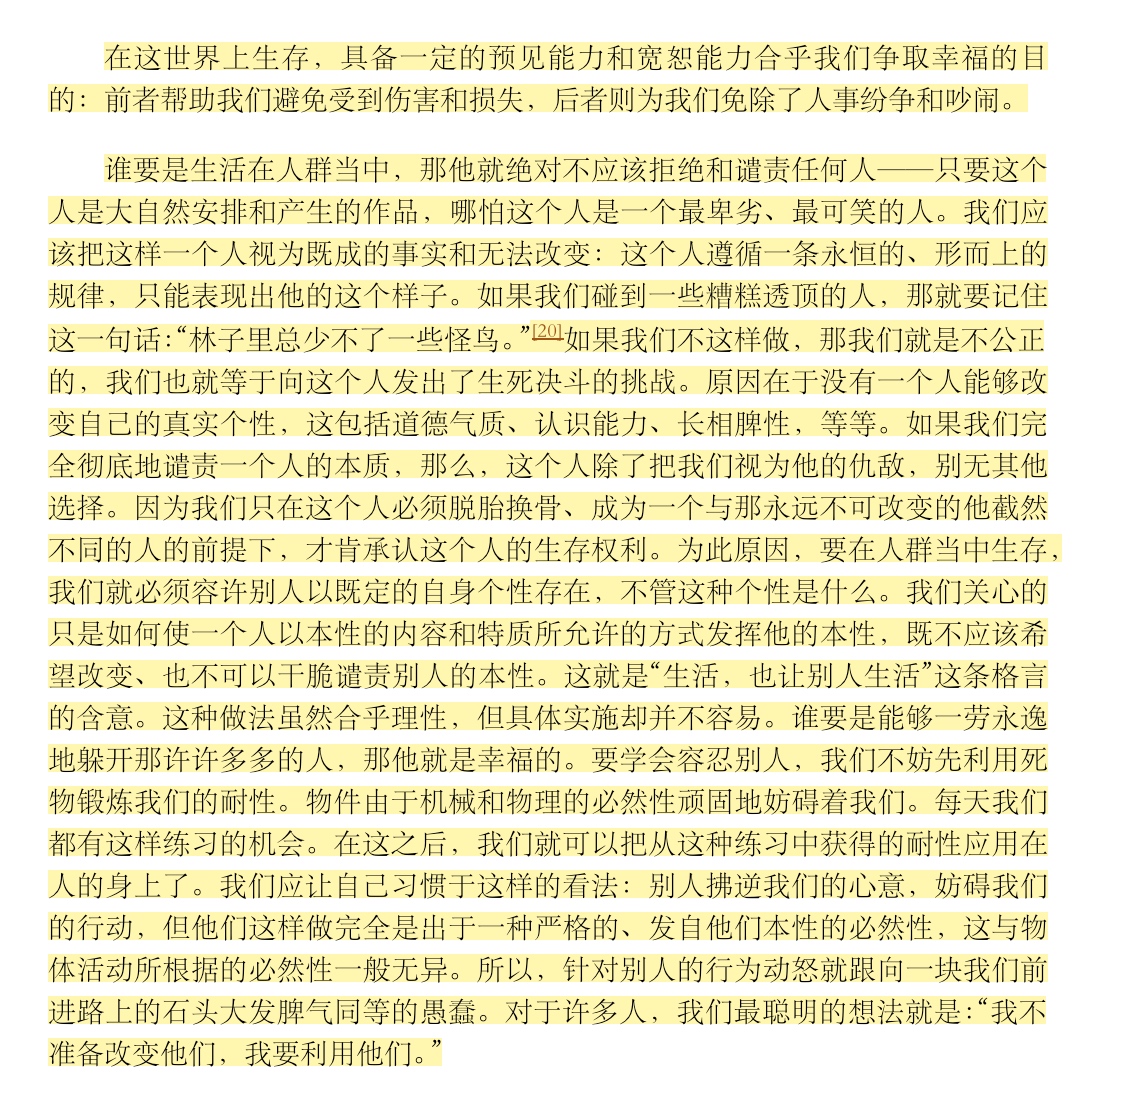 在这世界上生存，具备一定的预见能力和宽恕能力合乎我们争取幸福的目
的：前者帮助我们避免受到伤害和损失，后者则为我们免除了人事纷争和吵闹。
谁要是生活在人群当中，那他就绝对不应该拒绝和谴责任何人——只要这个
人是大自然安排和产生的作品，哪怕这个人是一个最卑劣、最可笑的人。我们应
该把这样一个人视为既成的事实和无法改变：这个人遵循一条永恒的、形而上的
规律，只能表现出他的这个样子。如果我们碰到一些糟糕透顶的人，那就要记住
这一句话：“林子里总少不了一些怪鸟。”[20]如果我们不这样做，那我们就是不公正
的，我们也就等于向这个人发出了生死决斗的挑战。原因在于没有一个人能够改
变自己的真实个性，这包括道德气质、认识能力、长相脾性，等等。如果我们完
全彻底地谴责一个人的本质，那么，这个人除了把我们视为他的仇敌，别无其他
选择。因为我们只在这个人必须脱胎换骨、成为一个与那永远不可改变的他截然
不同的人的前提下，才肯承认这个人的生存权利。为此原因，要在人群当中生存，
我们就必须容许别人以既定的自身个性存在，不管这种个性是什么。我们关心的
只是如何使一个人以本性的内容和特质所允许的方式发挥他的本性，既不应该希
望改变、也不可以干脆谴责别人的本性。这就是“生活，也让别人生活”这条格言
的含意。这种做法虽然合乎理性，但具体实施却并不容易。谁要是能够一劳永逸
地躲开那许许多多的人，那他就是幸福的。要学会容忍别人，我们不妨先利用死
物锻炼我们的耐性。物件由于机械和物理的必然性顽固地妨碍着我们。每天我们
都有这样练习的机会。在这之后，我们就可以把从这种练习中获得的耐性应用在
人的身上了。我们应让自己习惯于这样的看法：别人拂逆我们的心意，妨碍我们
的行动，但他们这样做完全是出于一种严格的、发自他们本性的必然性，这与物
体活动所根据的必然性一般无异。所以，针对别人的行为动怒就跟向一块我们前
进路上的石头大发脾气同等的愚蠢。对于许多人，我们最聪明的想法就是：“我不
准备改变他们，我要利用他们。”